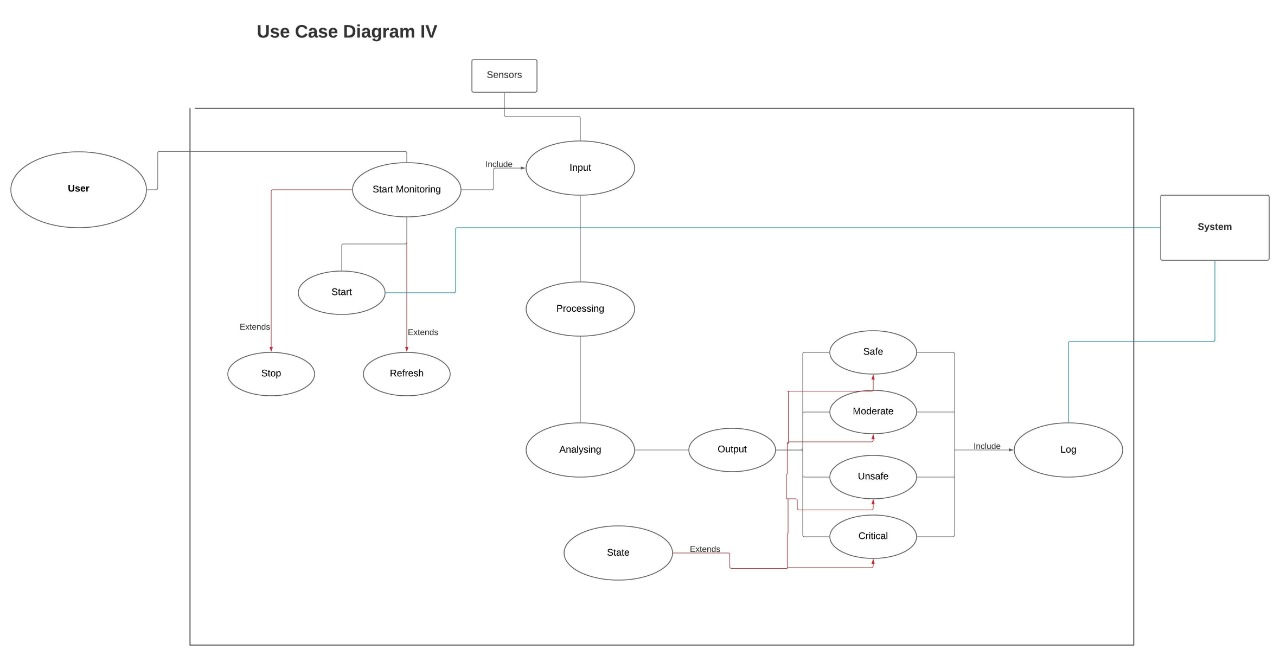 Use Case Diagram IV
Sensors
User
Start Monitoring
Include
Input
System
Start
Processing
Extends
Extends
Stop
Refresh
Safe
Moderate
Analysing
Output
Include
Log
Unsafe
Critical
State
Extends